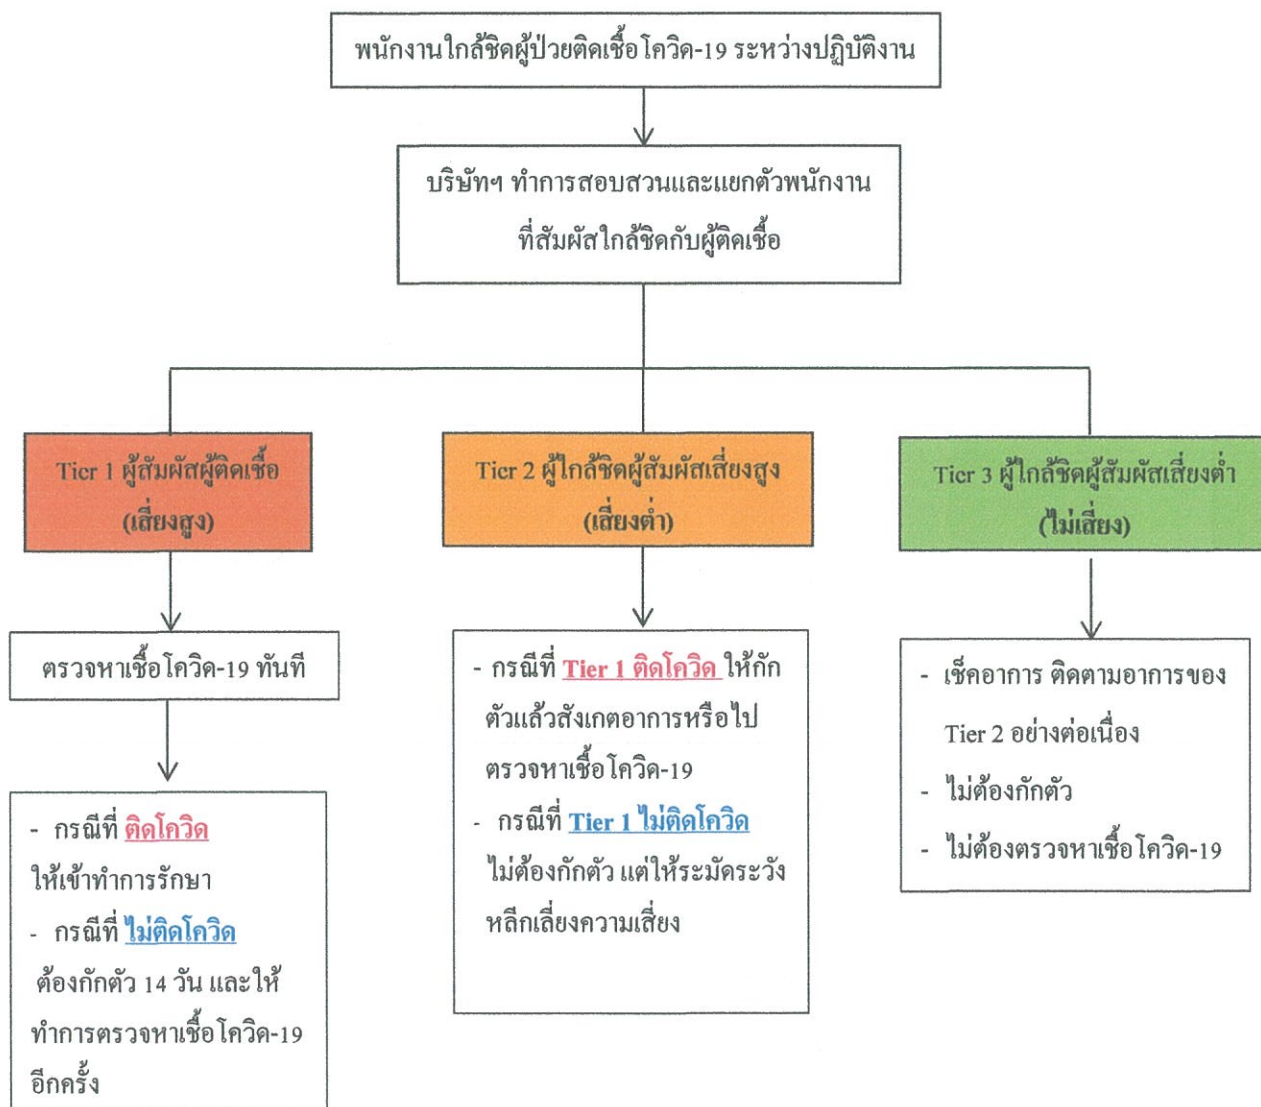 พนักงานใกล้ชิดผู้ป่วยติดเชื้อโควิด-19 ระหว่างปฏิบัติงาน
บริษัทฯ ทำการสอบสวนและแยกตัวพนักงาน
ที่สัมผัสใกล้ชิดกับผู้ติดเชื้อ
Tier 1 ผู้สัมผัสผู้ติดเชื้อ
(เสี่ยงสูง)
ตรวจหาเชื้อโควิด-19 ทันที
- กรณีที่ ติดโควิด
ให้เข้าทำการรักษา
- กรณีที่ ไม่ติดโควิด
ต้องกักตัว 14 วัน และให้
ทำการตรวจหาเชื้อโควิด-19
อีกครั้ง
Tier 2 ผู้ใกล้ชิดผู้สัมผัสเสี่ยงสูง
(เสี่ยงต่ำ)
- กรณีที่ Tier 1 ติดโควิด ให้กัก
ตัวแล้วสังเกตอาการหรือไป
ตรวจหาเชื้อโควิด-19
- กรณีที่ Tier 1 ไม่ติดโควิด
ไม่ต้องกักตัว แต่ให้ระมัดระวัง
หลีกเลี่ยงความเสี่ยง
Tier 3 ผู้ใกล้ชิดผู้สัมผัสเสี่ยงต่ำ
(ไม่เสี่ยง)
- เช็คอาการ ติดตามอาการของ
Tier 2 อย่างต่อเนื่อง
- ไม่ต้องกักตัว
- ไม่ต้องตรวจหาเชื้อโควิด-19